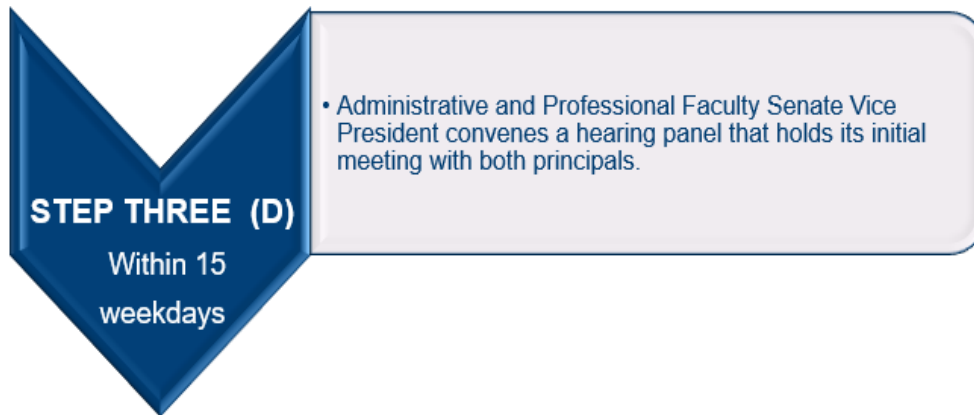 STEP THREE (D)
Within 15
weekdays
• Administrative and Professional Faculty Senate Vice
President convenes a hearing panel that holds its initial
meeting with both principals.